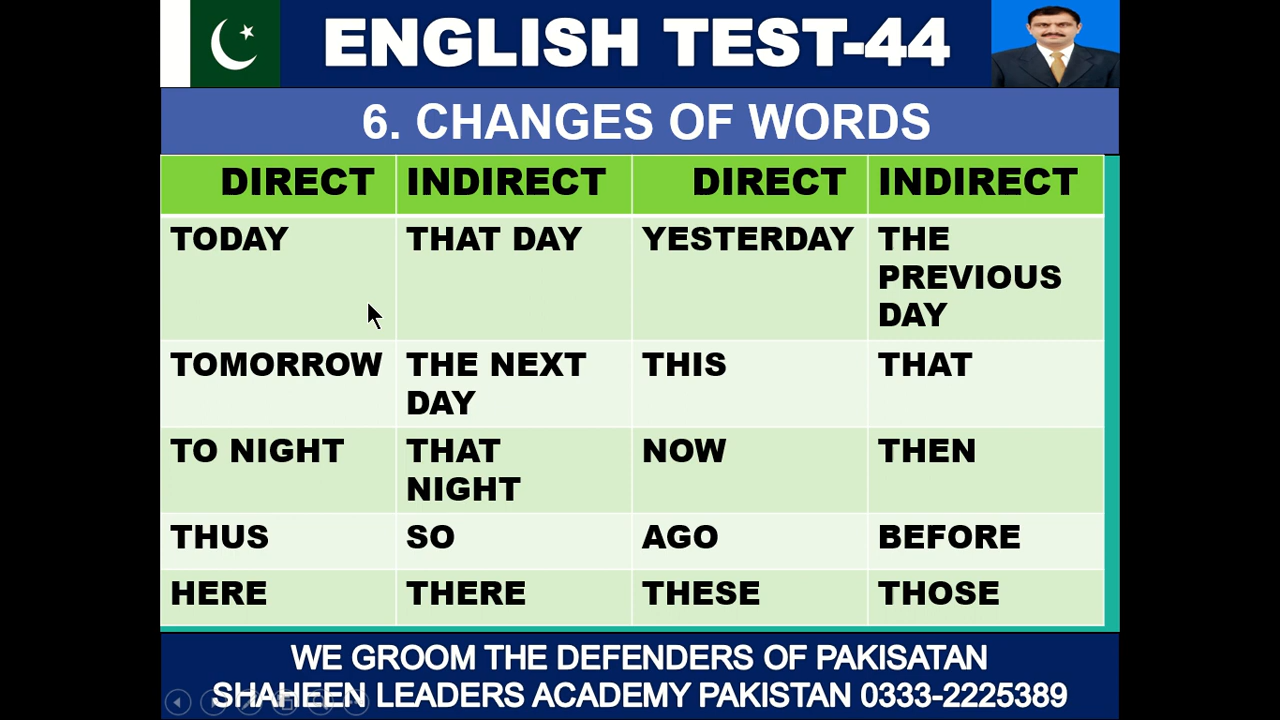 ENGLISH TEST-44
6. CHANGES OF WORDS
DIRECT INDIRECT DIRECT INDIRECT
TODAY THAT DAY YESTERDAY THE
PREVIOUS
DAY
TOMORROW THE NEXT THIS THAT
DAY
TO NIGHT THAT NOW THEN
NIGHT
THUS SO AGO BEFORE
HERE THERE THESE THOSE
WE GROOM THE DEFENDERS OF PAKISATAN
SHAHEEN LEADERS ACADEMY PAKISTAN 0333-2225389